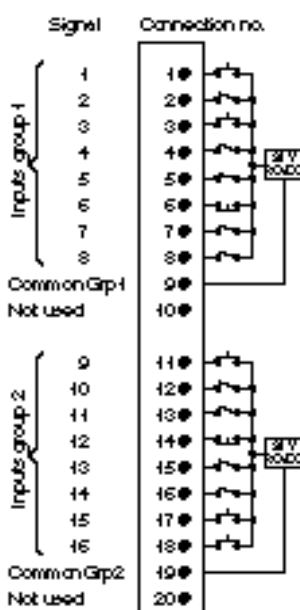 Signal Connection no.
Inputs group 1
1 1
2 2
3 3
4 4
5 5
6 6
7 7
8 8
Common Grp1 9
Not used 10
Inputs group 2
9 11
10 12
11 13
12 14
13 15
14 16
15 17
16 18
Common Grp2 19
Not used 20